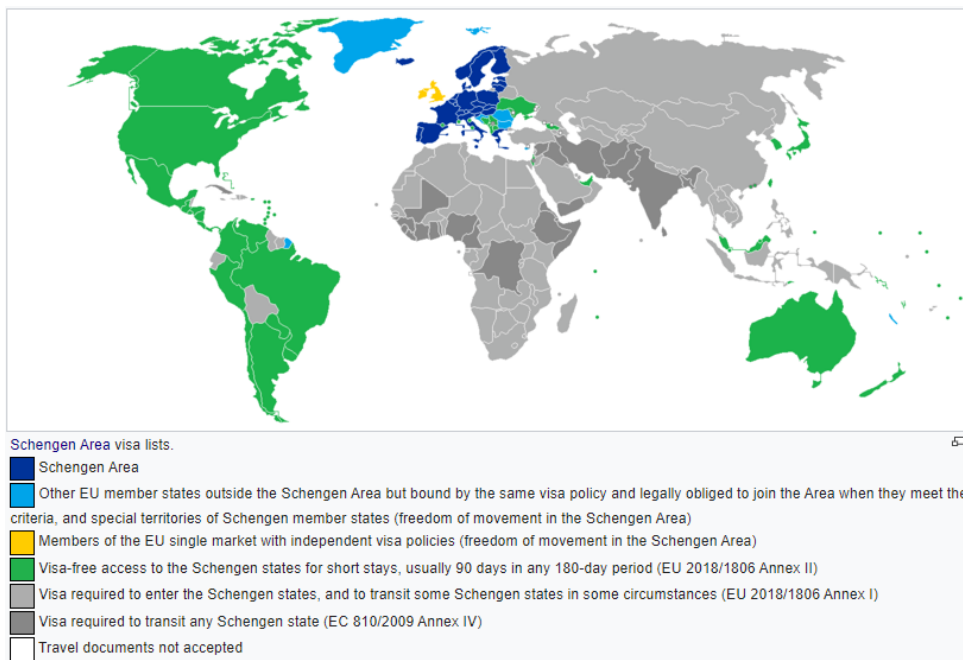 Schengen Area visa lists.
Schengen Area
Other EU member states outside the Schengen Area but bound by the same visa policy and legally obliged to join the Area when they meet the
criteria, and special territories of Schengen member states (freedom of movement in the Schengen Area)
Members of the EU single market with independent visa policies (freedom of movement in the Schengen Area)
Visa-free access to the Schengen states for short stays, usually 90 days in any 180-day period (EU 2018/1806 Annex II)
Visa required to enter the Schengen states, and to transit some Schengen states in some circumstances (EU 2018/1806 Annex I)
Visa required to transit any Schengen state (EC 810/2009 Annex IV)
Travel documents not accepted